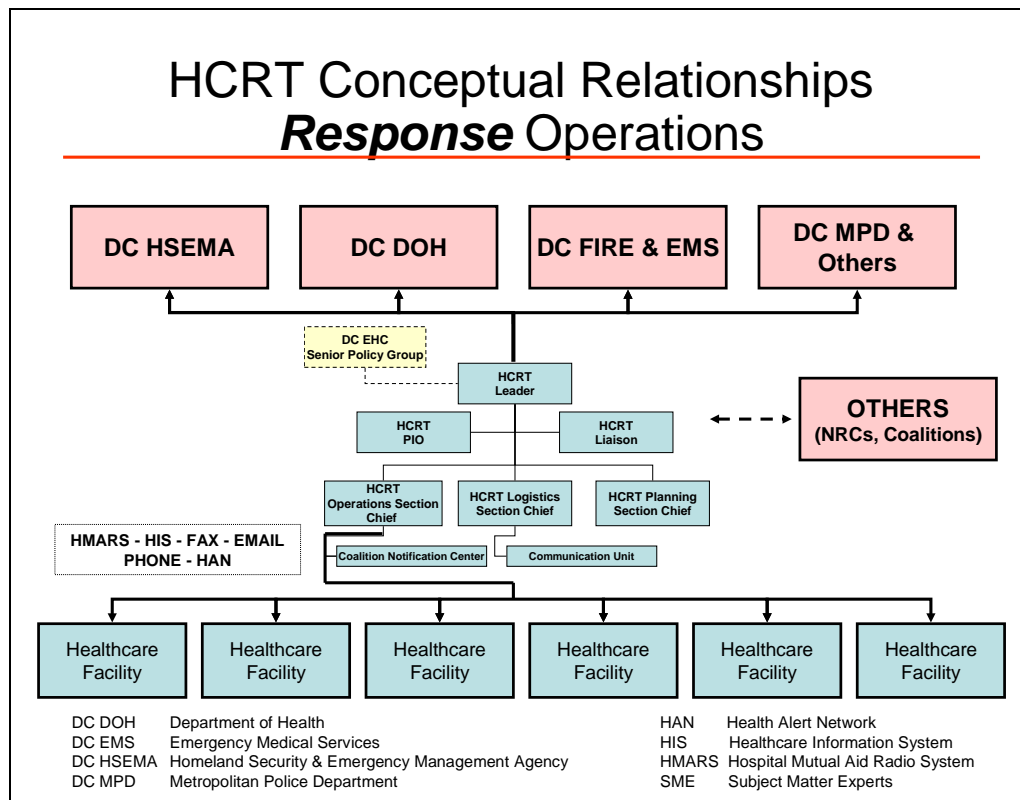 HCRT Conceptual Relationships
Response Operations
DC HSEMA
DC DOH
DC FIRE & EMS
DC MPD &
Others
DC EHC
Senior Policy Group
HCRT
Leader
HCRT
PIO
HCRT
Liaison
OTHERS
(NRCs, Coalitions)
HCRT
Operations Section
Chief
HCRT Logistics
Section Chief
HCRT Planning
Section Chief
HMARS - HIS - FAX - EMAIL
PHONE - HAN
Coalition Notification Center
Communication Unit
Healthcare
Facility
Healthcare
Facility
Healthcare
Facility
Healthcare
Facility
Healthcare
Facility
Healthcare
Facility
DC DOH Department of Health
DC EMS Emergency Medical Services
DC HSEMA Homeland Security & Emergency Management Agency
DC MPD Metropolitan Police Department
HAN Health Alert Network
HIS Healthcare Information System
HMARS Hospital Mutual Aid Radio System
SME Subject Matter Experts